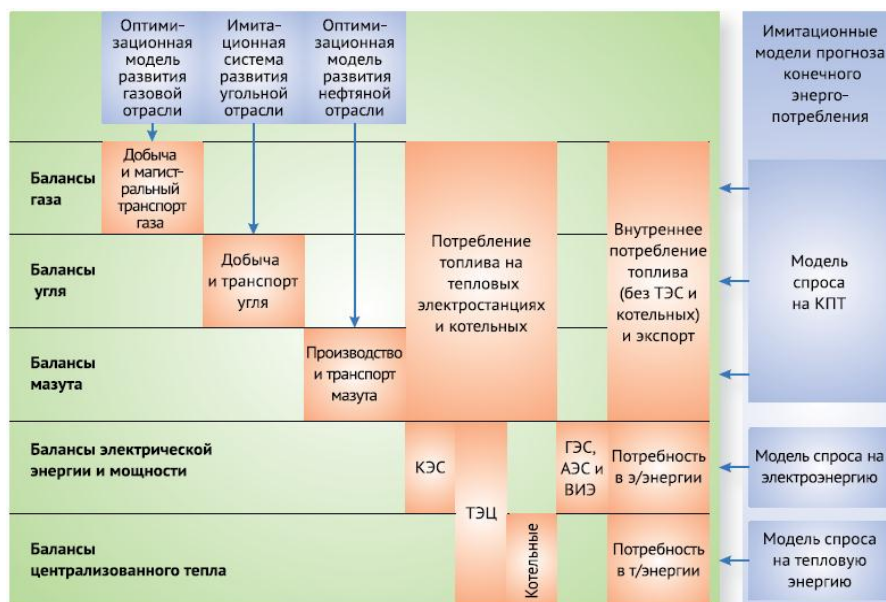 Оптими-
зационная
модель
развития
газовой
отрасли
Имита-
ционная
система
развития
угольной
отрасли
Оптими-
зационная
модель
развития
нефтяной
отрасли
Имитационные
модели прогноза
конечного
энерго-
потребления
Балансы
газа
Добыча
и магист-
ральный
транспорт
газа
Балансы
угля
Добыча
и транспорт
угля
Балансы
мазута
Производство
и транспорт
мазута
Потребление
топлива на
тепловых
электростанциях
и котельных
Внутреннее
потребление
топлива
(без ТЭС и
котельных)
и экспорт
Модель
спроса
на КПТ
Балансы электрической
энергии и мощности
КЭС
ТЭЦ
ГЭС,
АЭС и
ВИЭ
Потребность
в э/энергии
Модель спроса на
электроэнергию
Балансы
централизованного тепла
Котельные
Потребность
в т/энергии
Модель спроса
на тепловую
энергию